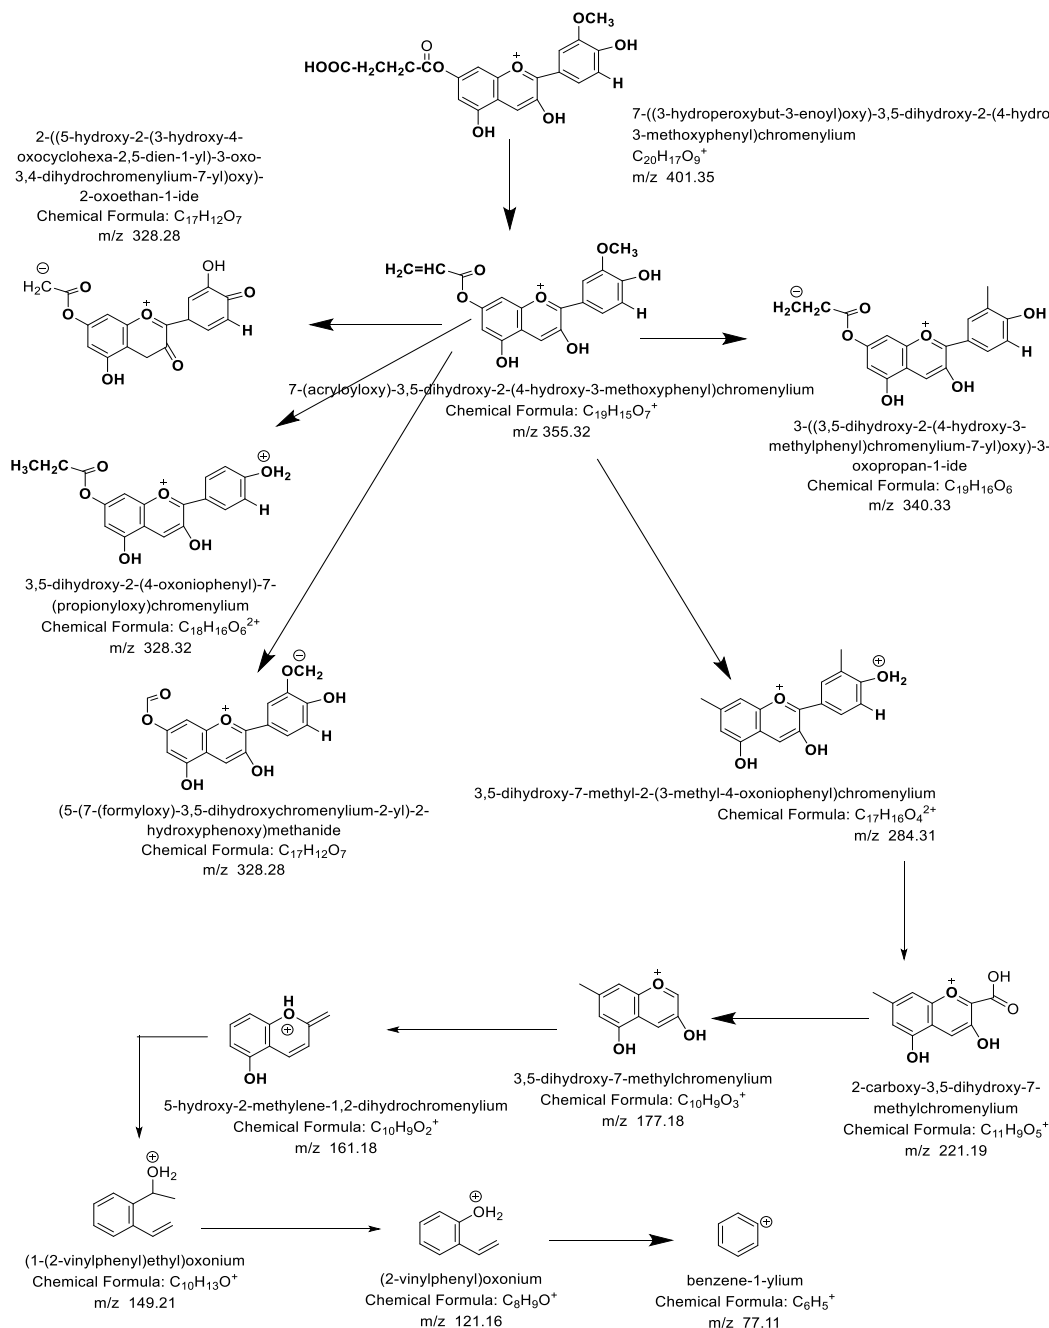 OCH₃
O
OH
HOOC-H₂CH₂C-CO
+
O
H
OH
OH
7-((3-hydroperoxybut-3-enoyl)oxy)-3,5-dihydroxy-2-(4-hydro
3-methoxyphenyl)chromenylium
C₂₀H₁₇O₉⁺
m/z 401.35
2-((5-hydroxy-2-(3-hydroxy-4-
oxocyclohexa-2,5-dien-1-yl)-3-oxo-
3,4-dihydrochromenylium-7-yl)oxy)-
2-oxoethan-1-ide
Chemical Formula: C₁₇H₁₂O₇
m/z 328.28
⊖
H₂C
O
O
+
O
OH
O
H
O
OH
H₂C=HC
O
O
+
O
OCH₃
OH
H
OH
OH
7-(acryloyloxy)-3,5-dihydroxy-2-(4-hydroxy-3-methoxyphenyl)chromenylium
Chemical Formula: C₁₉H₁₅O₇⁺
m/z 355.32
⊖
H₂CH₂C
O
O
+
O
OH
H
OH
OH
3-((3,5-dihydroxy-2-(4-hydroxy-3-
methylphenyl)chromenylium-7-yl)oxy)-3-
oxopropan-1-ide
Chemical Formula: C₁₉H₁₆O₆
m/z 340.33
H₃CH₂C
O
O
+
O
⊕
OH₂
H
OH
OH
3,5-dihydroxy-2-(4-oxoniophenyl)-7-
(propionyloxy)chromenylium
Chemical Formula: C₁₈H₁₆O₆²⁺
m/z 328.32
O
O
+
O
⊖
OCH₂
OH
H
OH
OH
(5-(7-(formyloxy)-3,5-dihydroxychromenylium-2-yl)-2-
hydroxyphenoxy)methanide
Chemical Formula: C₁₇H₁₂O₇
m/z 328.28
+
O
⊕
OH₂
H
OH
OH
3,5-dihydroxy-7-methyl-2-(3-methyl-4-oxoniophenyl)chromenylium
Chemical Formula: C₁₇H₁₆O₄²⁺
m/z 284.31
+
O
OH
O
OH
OH
2-carboxy-3,5-dihydroxy-7-
methylchromenylium
Chemical Formula: C₁₁H₉O₅⁺
m/z 221.19
+
O
OH
OH
3,5-dihydroxy-7-methylchromenylium
Chemical Formula: C₁₀H₉O₃⁺
m/z 177.18
H
O
⊕
OH
5-hydroxy-2-methylene-1,2-dihydrochromenylium
Chemical Formula: C₁₀H₉O₂⁺
m/z 161.18
⊕
OH₂
(1-(2-vinylphenyl)ethyl)oxonium
Chemical Formula: C₁₀H₁₃O⁺
m/z 149.21
⊕
OH₂
(2-vinylphenyl)oxonium
Chemical Formula: C₈H₉O⁺
m/z 121.16
⊕
benzene-1-ylium
Chemical Formula: C₆H₅⁺
m/z 77.11